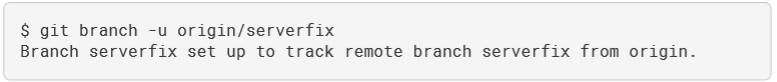 $ git branch -u origin/serverfix
Branch serverfix set up to track remote branch serverfix from origin.